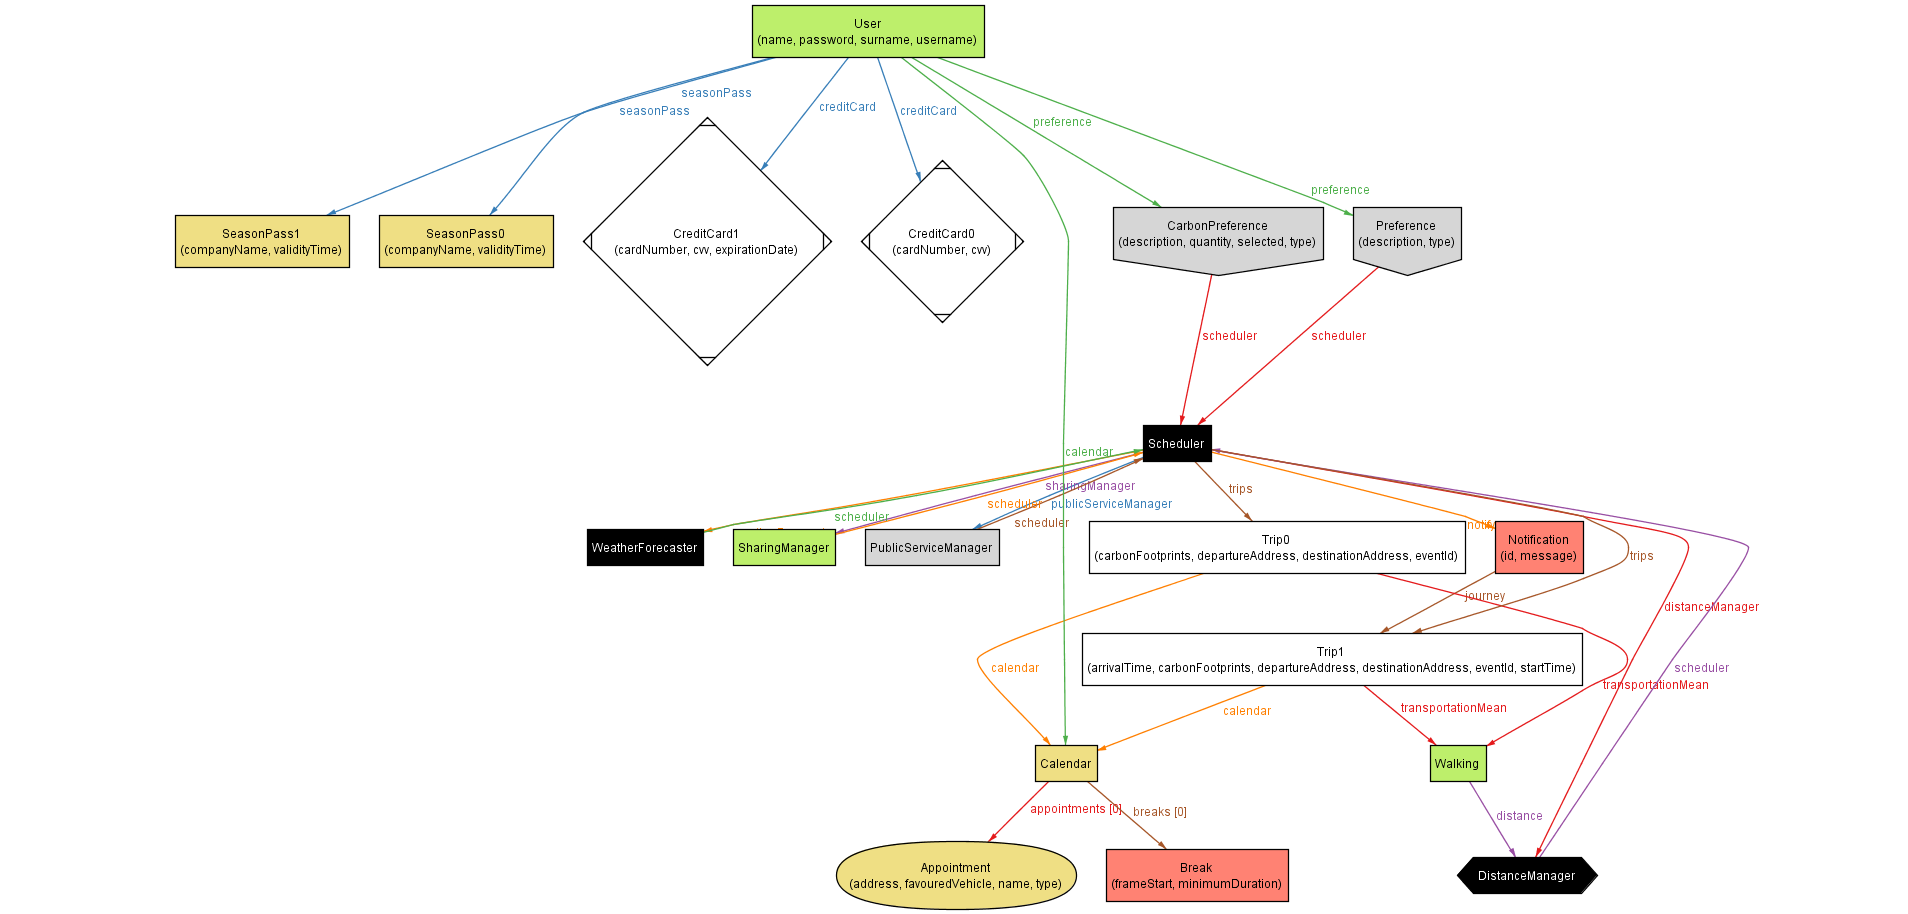 User
(name, password, surname, username)
seasonPass
seasonPass
creditCard
creditCard
preference
preference
SeasonPass1
(companyName, validityTime)
SeasonPass0
(companyName, validityTime)
CreditCard1
(cardNumber, cvv, expirationDate)
CreditCard0
(cardNumber, cvv)
CarbonPreference
(description, quantity, selected, type)
Preference
(description, type)
scheduler
scheduler
Scheduler
calendar
sharingManager
scheduler
publicServiceManager
scheduler
scheduler
trips
notify
WeatherForecaster
SharingManager
PublicServiceManager
Trip0
(carbonFootprints, departureAddress, destinationAddress, eventId)
Notification
(id, message)
trips
journey
distanceManager
Trip1
(arrivalTime, carbonFootprints, departureAddress, destinationAddress, eventId, startTime)
calendar
scheduler
transportationMean
calendar
transportationMean
Calendar
Walking
appointments [0]
breaks [0]
distance
Appointment
(address, favouredVehicle, name, type)
Break
(frameStart, minimumDuration)
DistanceManager